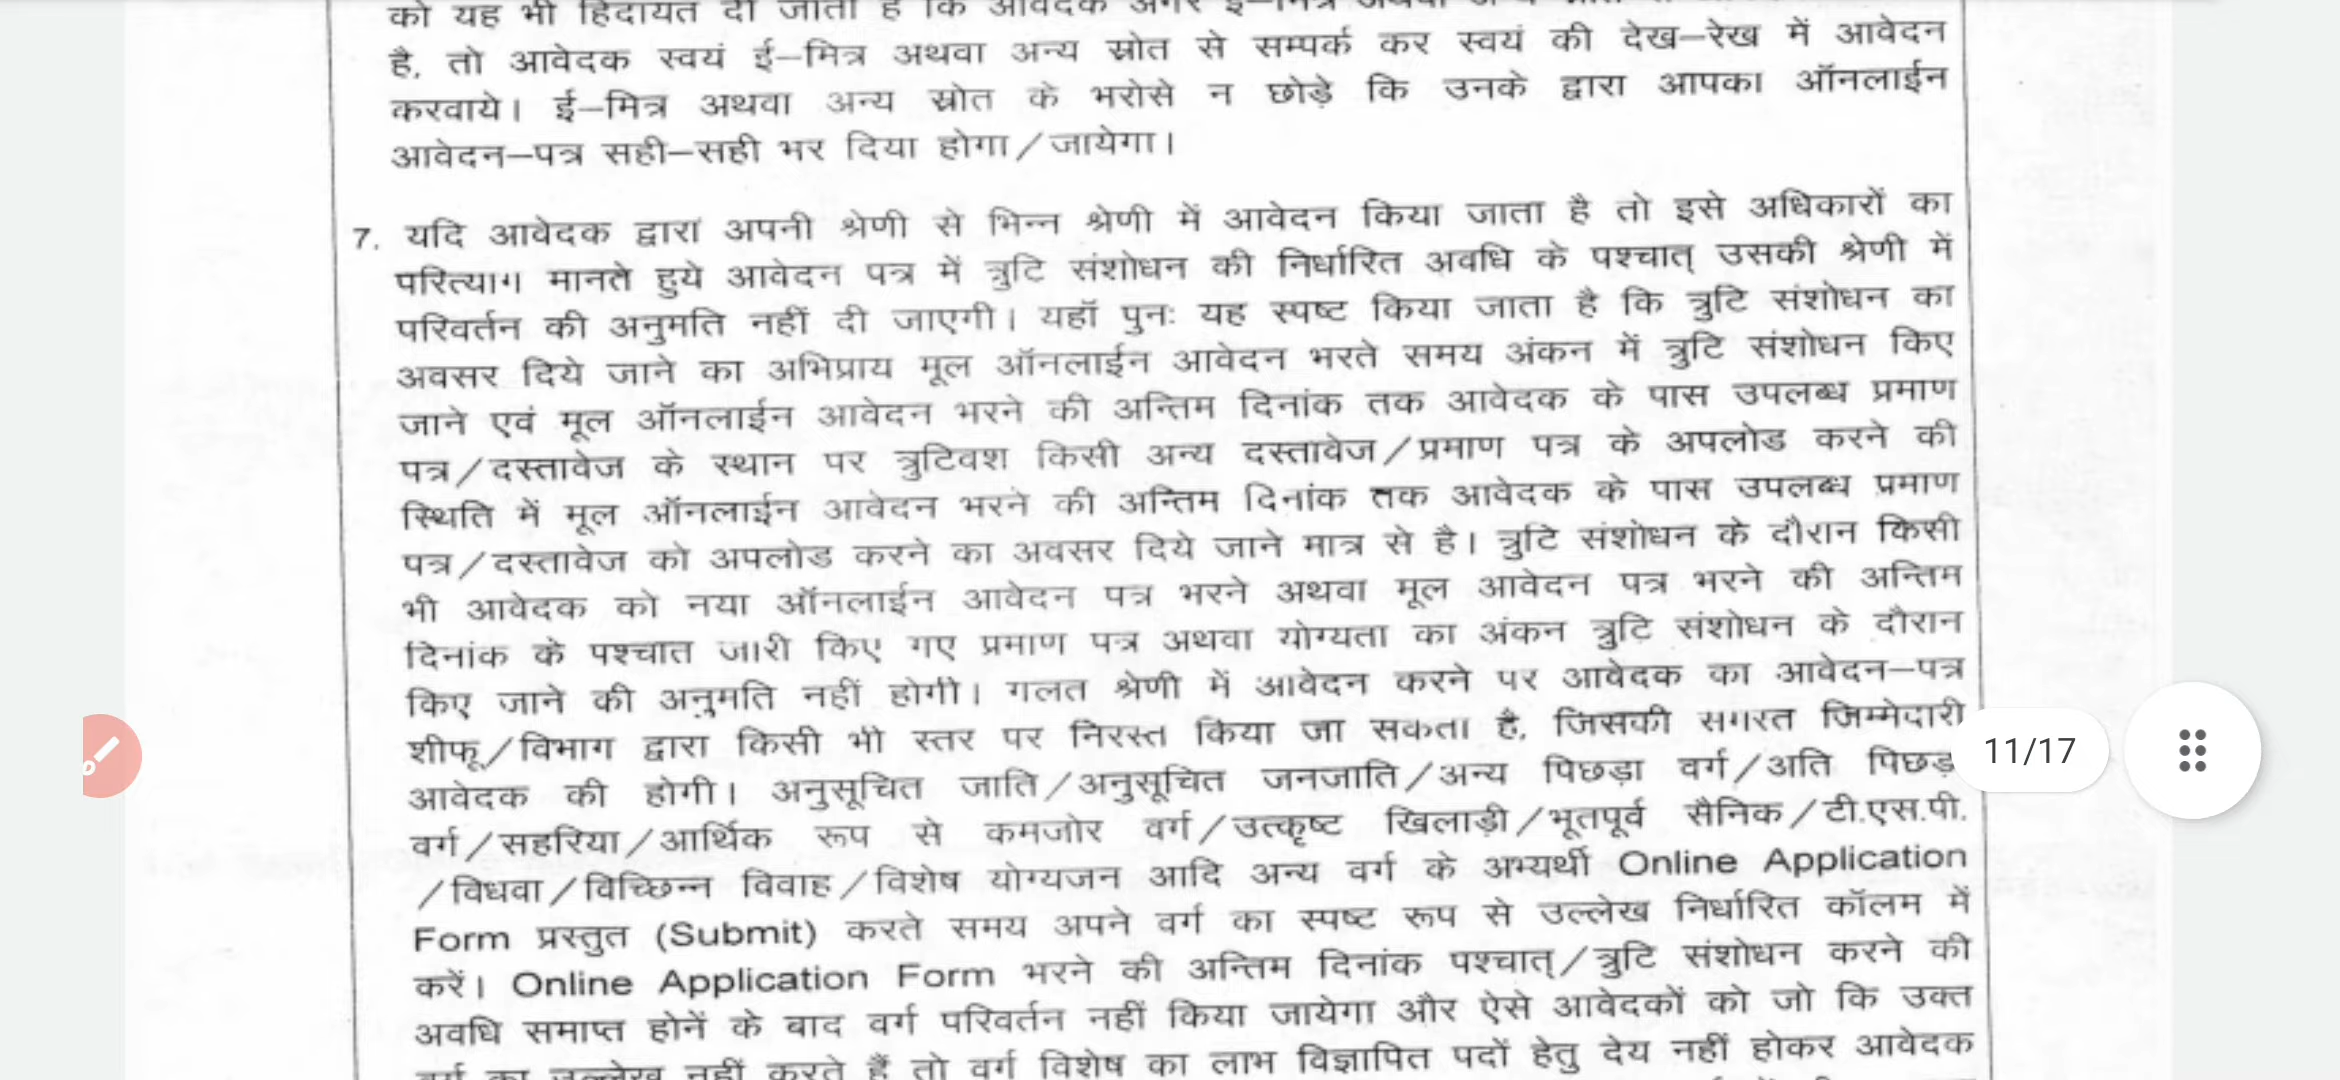 को यह भी हिदायत दी जाती है कि आवेदक अगर ई–मित्र अथवा अन्य
है, तो आवेदक स्वयं ई–मित्र अथवा अन्य स्रोत से सम्पर्क कर स्वयं की देख–रेख में आवेदन
करवाये। ई–मित्र अथवा अन्य स्रोत के भरोसे न छोड़े कि उनके द्वारा आपका ऑनलाईन
आवेदन–पत्र सही–सही भर दिया होगा/जायेगा।
7. यदि आवेदक द्वारा अपनी श्रेणी से भिन्न श्रेणी में आवेदन किया जाता है तो इसे अधिकारों का
परित्याग मानते हुये आवेदन पत्र में त्रुटि संशोधन की निर्धारित अवधि के पश्चात् उसकी श्रेणी में
परिवर्तन की अनुमति नहीं दी जाएगी। यहॉ पुनः यह स्पष्ट किया जाता है कि त्रुटि संशोधन का
अवसर दिये जाने का अभिप्राय मूल ऑनलाईन आवेदन भरते समय अंकन में त्रुटि संशोधन किए
जाने एवं मूल ऑनलाईन आवेदन भरने की अन्तिम दिनांक तक आवेदक के पास उपलब्ध प्रमाण
पत्र/दस्तावेज के स्थान पर त्रुटिवश किसी अन्य दस्तावेज/प्रमाण पत्र के अपलोड करने की
स्थिति में मूल ऑनलाईन आवेदन भरने की अन्तिम दिनांक तक आवेदक के पास उपलब्ध प्रमाण
पत्र/दस्तावेज को अपलोड करने का अवसर दिये जाने मात्र से है। त्रुटि संशोधन के दौरान किसी
भी आवेदक को नया ऑनलाईन आवेदन पत्र भरने अथवा मूल आवेदन पत्र भरने की अन्तिम
दिनांक के पश्चात जारी किए गए प्रमाण पत्र अथवा योग्यता का अंकन त्रुटि संशोधन के दौरान
किए जाने की अनुमति नहीं होगी। गलत श्रेणी में आवेदन करने पर आवेदक का आवेदन–पत्र
शीफू/विभाग द्वारा किसी भी स्तर पर निरस्त किया जा सकता है, जिसकी समस्त जिम्मेदारी
आवेदक की होगी। अनुसूचित जाति/अनुसूचित जनजाति/अन्य पिछड़ा वर्ग/अति पिछड़
वर्ग/सहरिया/आर्थिक रूप से कमजोर वर्ग/उत्कृष्ट खिलाड़ी/भूतपूर्व सैनिक/टी.एस.पी.
/विधवा/विच्छिन्न विवाह/विशेष योग्यजन आदि अन्य वर्ग के अभ्यर्थी Online Application
Form प्रस्तुत (Submit) करते समय अपने वर्ग का स्पष्ट रूप से उल्लेख निर्धारित कॉलम में
करें। Online Application Form भरने की अन्तिम दिनांक पश्चात्/त्रुटि संशोधन करने की
अवधि समाप्त होनें के बाद वर्ग परिवर्तन नहीं किया जायेगा और ऐसे आवेदकों को जो कि उक्त
वर्ग का उल्लेख नहीं करते हैं तो वर्ग विशेष का लाभ विज्ञापित पदों हेतु देय नहीं होकर आवेदक
11/17